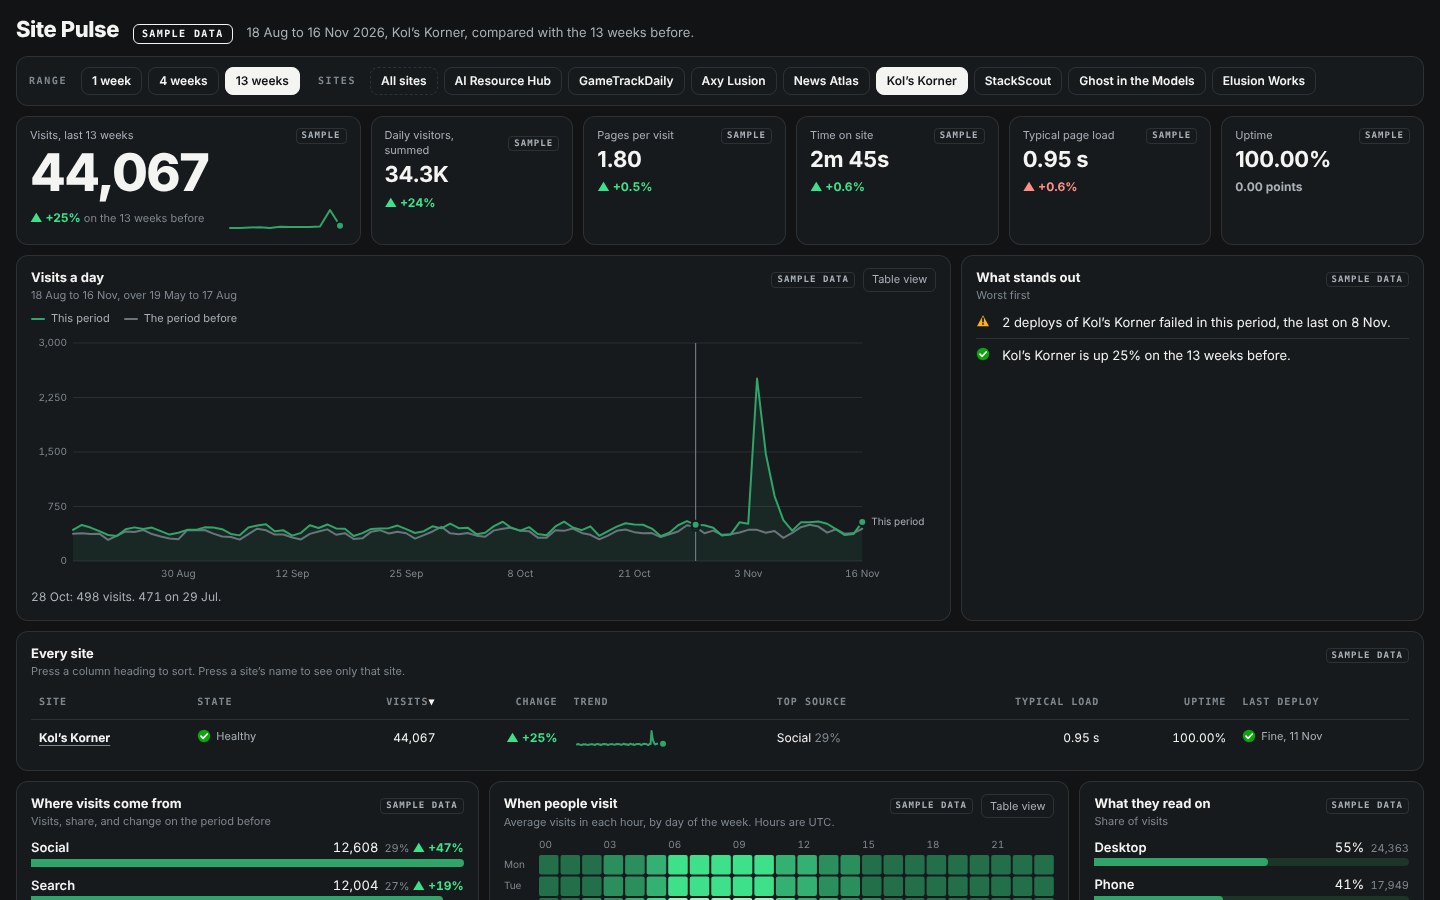 Site Pulse SAMPLE DATA 18 Aug to 16 Nov 2026, Kol's Korner, compared with the 13 weeks before.
RANGE 1 week 4 weeks 13 weeks SITES All sites AI Resource Hub GameTrackDaily Axy Lusion News Atlas Kol's Korner StackScout Ghost in the Models Elusion Works
Visits, last 13 weeks SAMPLE
44,067
▲ +25% on the 13 weeks before
Daily visitors, summed SAMPLE
34.3K
▲ +24%
Pages per visit SAMPLE
1.80
▲ +0.5%
Time on site SAMPLE
2m 45s
▲ +0.6%
Typical page load SAMPLE
0.95 s
▲ +0.6%
Uptime SAMPLE
100.00%
0.00 points
Visits a day SAMPLE DATA Table view
18 Aug to 16 Nov, over 19 May to 17 Aug
This period The period before
3,000
2,250
1,500
750
0
This period
30 Aug 12 Sep 25 Sep 8 Oct 21 Oct 3 Nov 16 Nov
28 Oct: 498 visits. 471 on 29 Jul.
What stands out SAMPLE DATA
Worst first
2 deploys of Kol's Korner failed in this period, the last on 8 Nov.
Kol's Korner is up 25% on the 13 weeks before.
Every site SAMPLE DATA
Press a column heading to sort. Press a site's name to see only that site.
SITE STATE VISITS▼ CHANGE TREND TOP SOURCE TYPICAL LOAD UPTIME LAST DEPLOY
Kol's Korner Healthy 44,067 ▲ +25% Social 29% 0.95 s 100.00% Fine, 11 Nov
Where visits come from SAMPLE DATA
Visits, share, and change on the period before
Social 12,608 29% ▲ +47%
Search 12,004 27% ▲ +19%
When people visit SAMPLE DATA Table view
Average visits in each hour, by day of the week. Hours are UTC.
00 03 06 09 12 15 18 21
Mon
Tue
What they read on SAMPLE DATA
Share of visits
Desktop 55% 24,363
Phone 41% 17,949